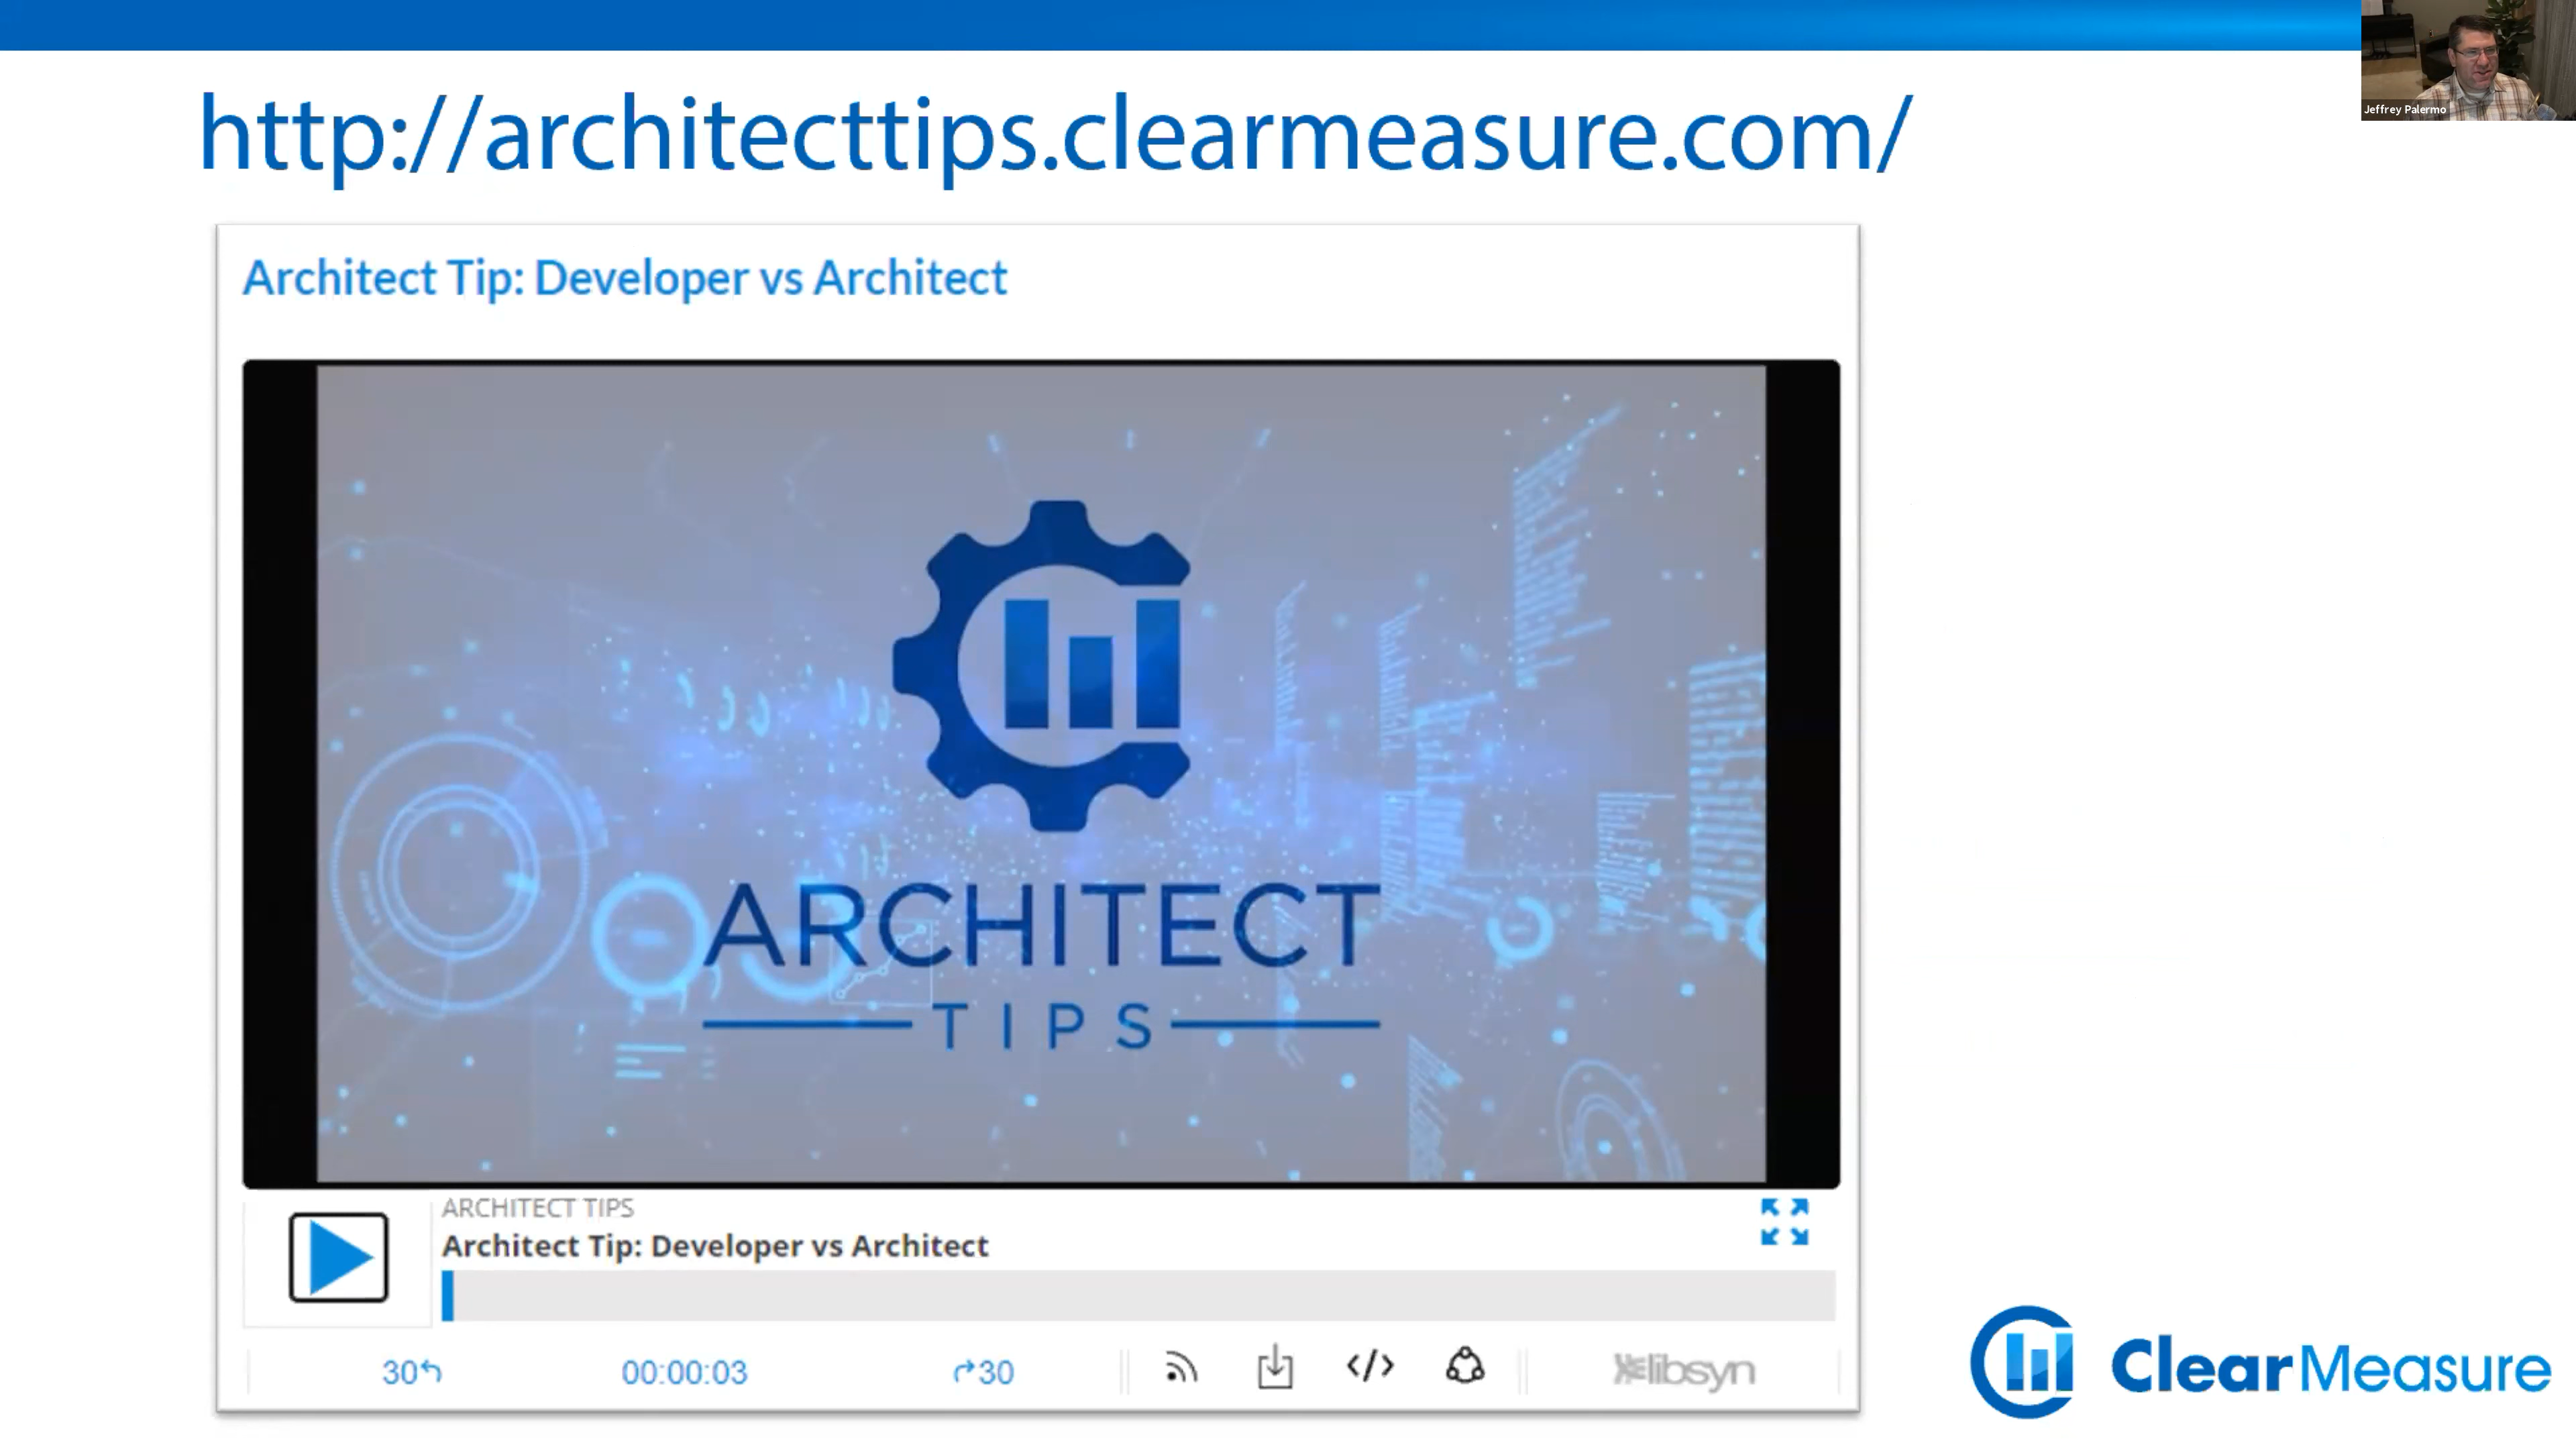 http://architecttips.clearmeasure.com/
Jeffrey Palermo
Architect Tip: Developer vs Architect
ARCHITECT
TIPS
ARCHITECT TIPS
Architect Tip: Developer vs Architect
30
00:00:03
30
</>
libsyn
ClearMeasure